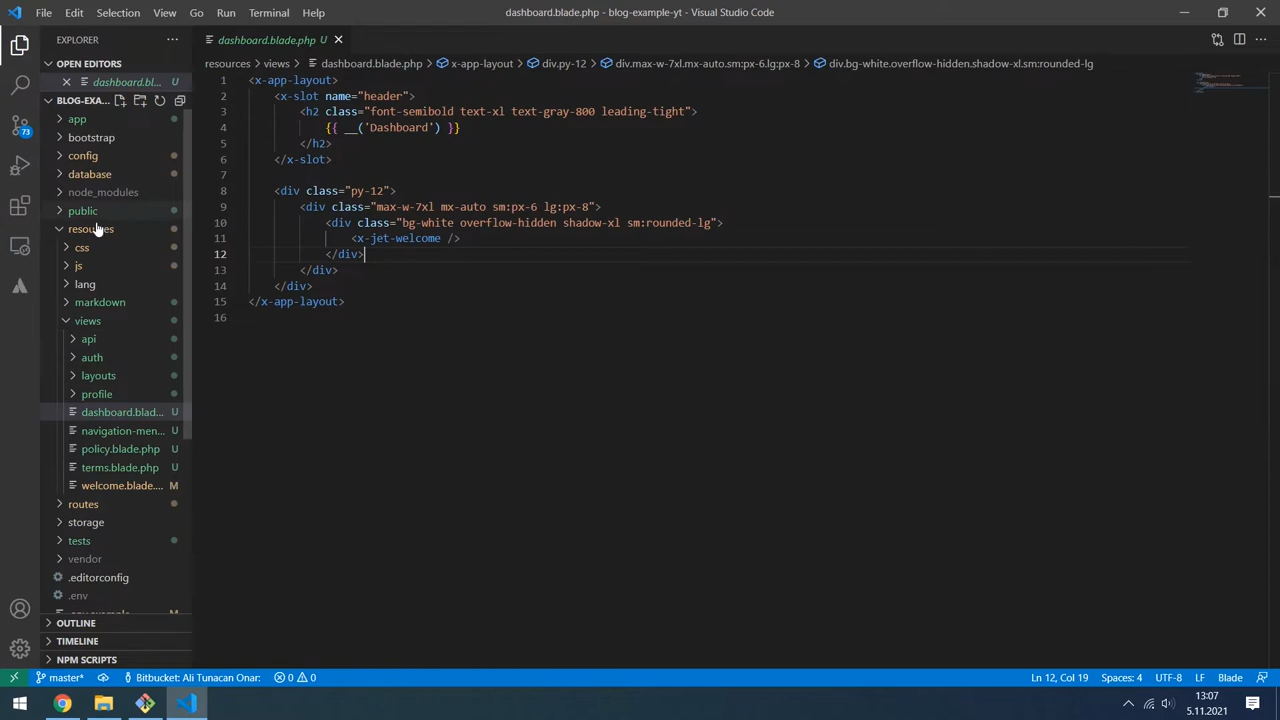 File Edit Selection View Go Run Terminal Help
dashboard.blade.php - blog-example-yt - Visual Studio Code
EXPLORER
dashboard.blade.php U
OPEN EDITORS
dashboard.bl... U
resources > views > dashboard.blade.php > x-app-layout > div.py-12 > div.max-w-7xl.mx-auto.sm:px-6.lg:px-8 > div.bg-white.overflow-hidden.shadow-xl.sm:rounded-lg
BLOG-EXA...
app
bootstrap
config
database
node_modules
public
resources
css
js
lang
markdown
views
api
auth
layouts
profile
dashboard.blad... U
navigation-men... U
policy.blade.php U
terms.blade.php U
welcome.blade.... M
routes
storage
tests
vendor
.editorconfig
.env
OUTLINE
TIMELINE
NPM SCRIPTS
73
1 <x-app-layout>
2 <x-slot name="header">
3 <h2 class="font-semibold text-xl text-gray-800 leading-tight">
4 {{ __('Dashboard') }}
5 </h2>
6 </x-slot>
7
8 <div class="py-12">
9 <div class="max-w-7xl mx-auto sm:px-6 lg:px-8">
10 <div class="bg-white overflow-hidden shadow-xl sm:rounded-lg">
11 <x-jet-welcome />
12 </div>
13 </div>
14 </div>
15 </x-app-layout>
16
master* Bitbucket: Ali Tunacan Onar: 0 0 Ln 12, Col 19 Spaces: 4 UTF-8 LF Blade
13:07
5.11.2021